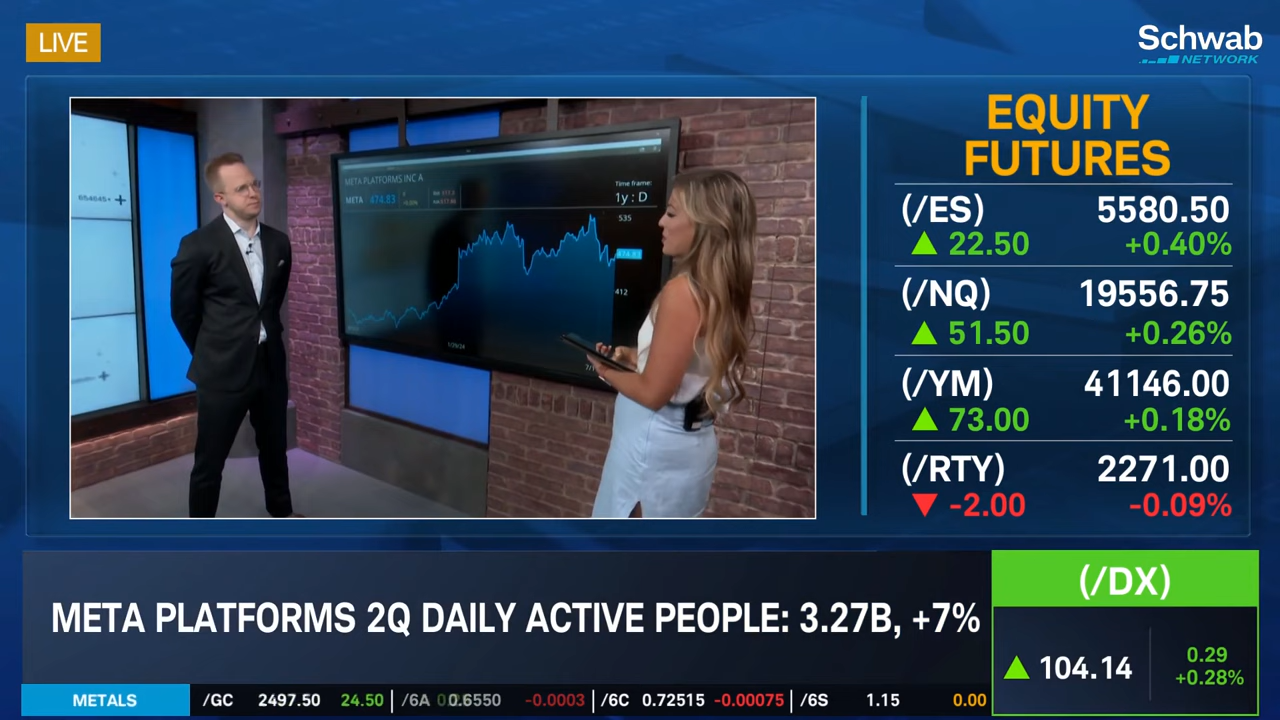 LIVE
Schwab
NETWORK
META PLATFORMS INC A
META 474.83
Time frame:
1y : D
535
474.83
412
EQUITY
FUTURES
(/ES) 5580.50
▲ 22.50 +0.40%
(/NQ) 19556.75
▲ 51.50 +0.26%
(/YM) 41146.00
▲ 73.00 +0.18%
(/RTY) 2271.00
▼ -2.00 -0.09%
META PLATFORMS 2Q DAILY ACTIVE PEOPLE: 3.27B, +7%
(/DX)
▲ 104.14
0.29
+0.28%
METALS /GC 2497.50 24.50 /6A 0.6550 -0.0003 /6C 0.72515 -0.00075 /6S 1.15 0.00